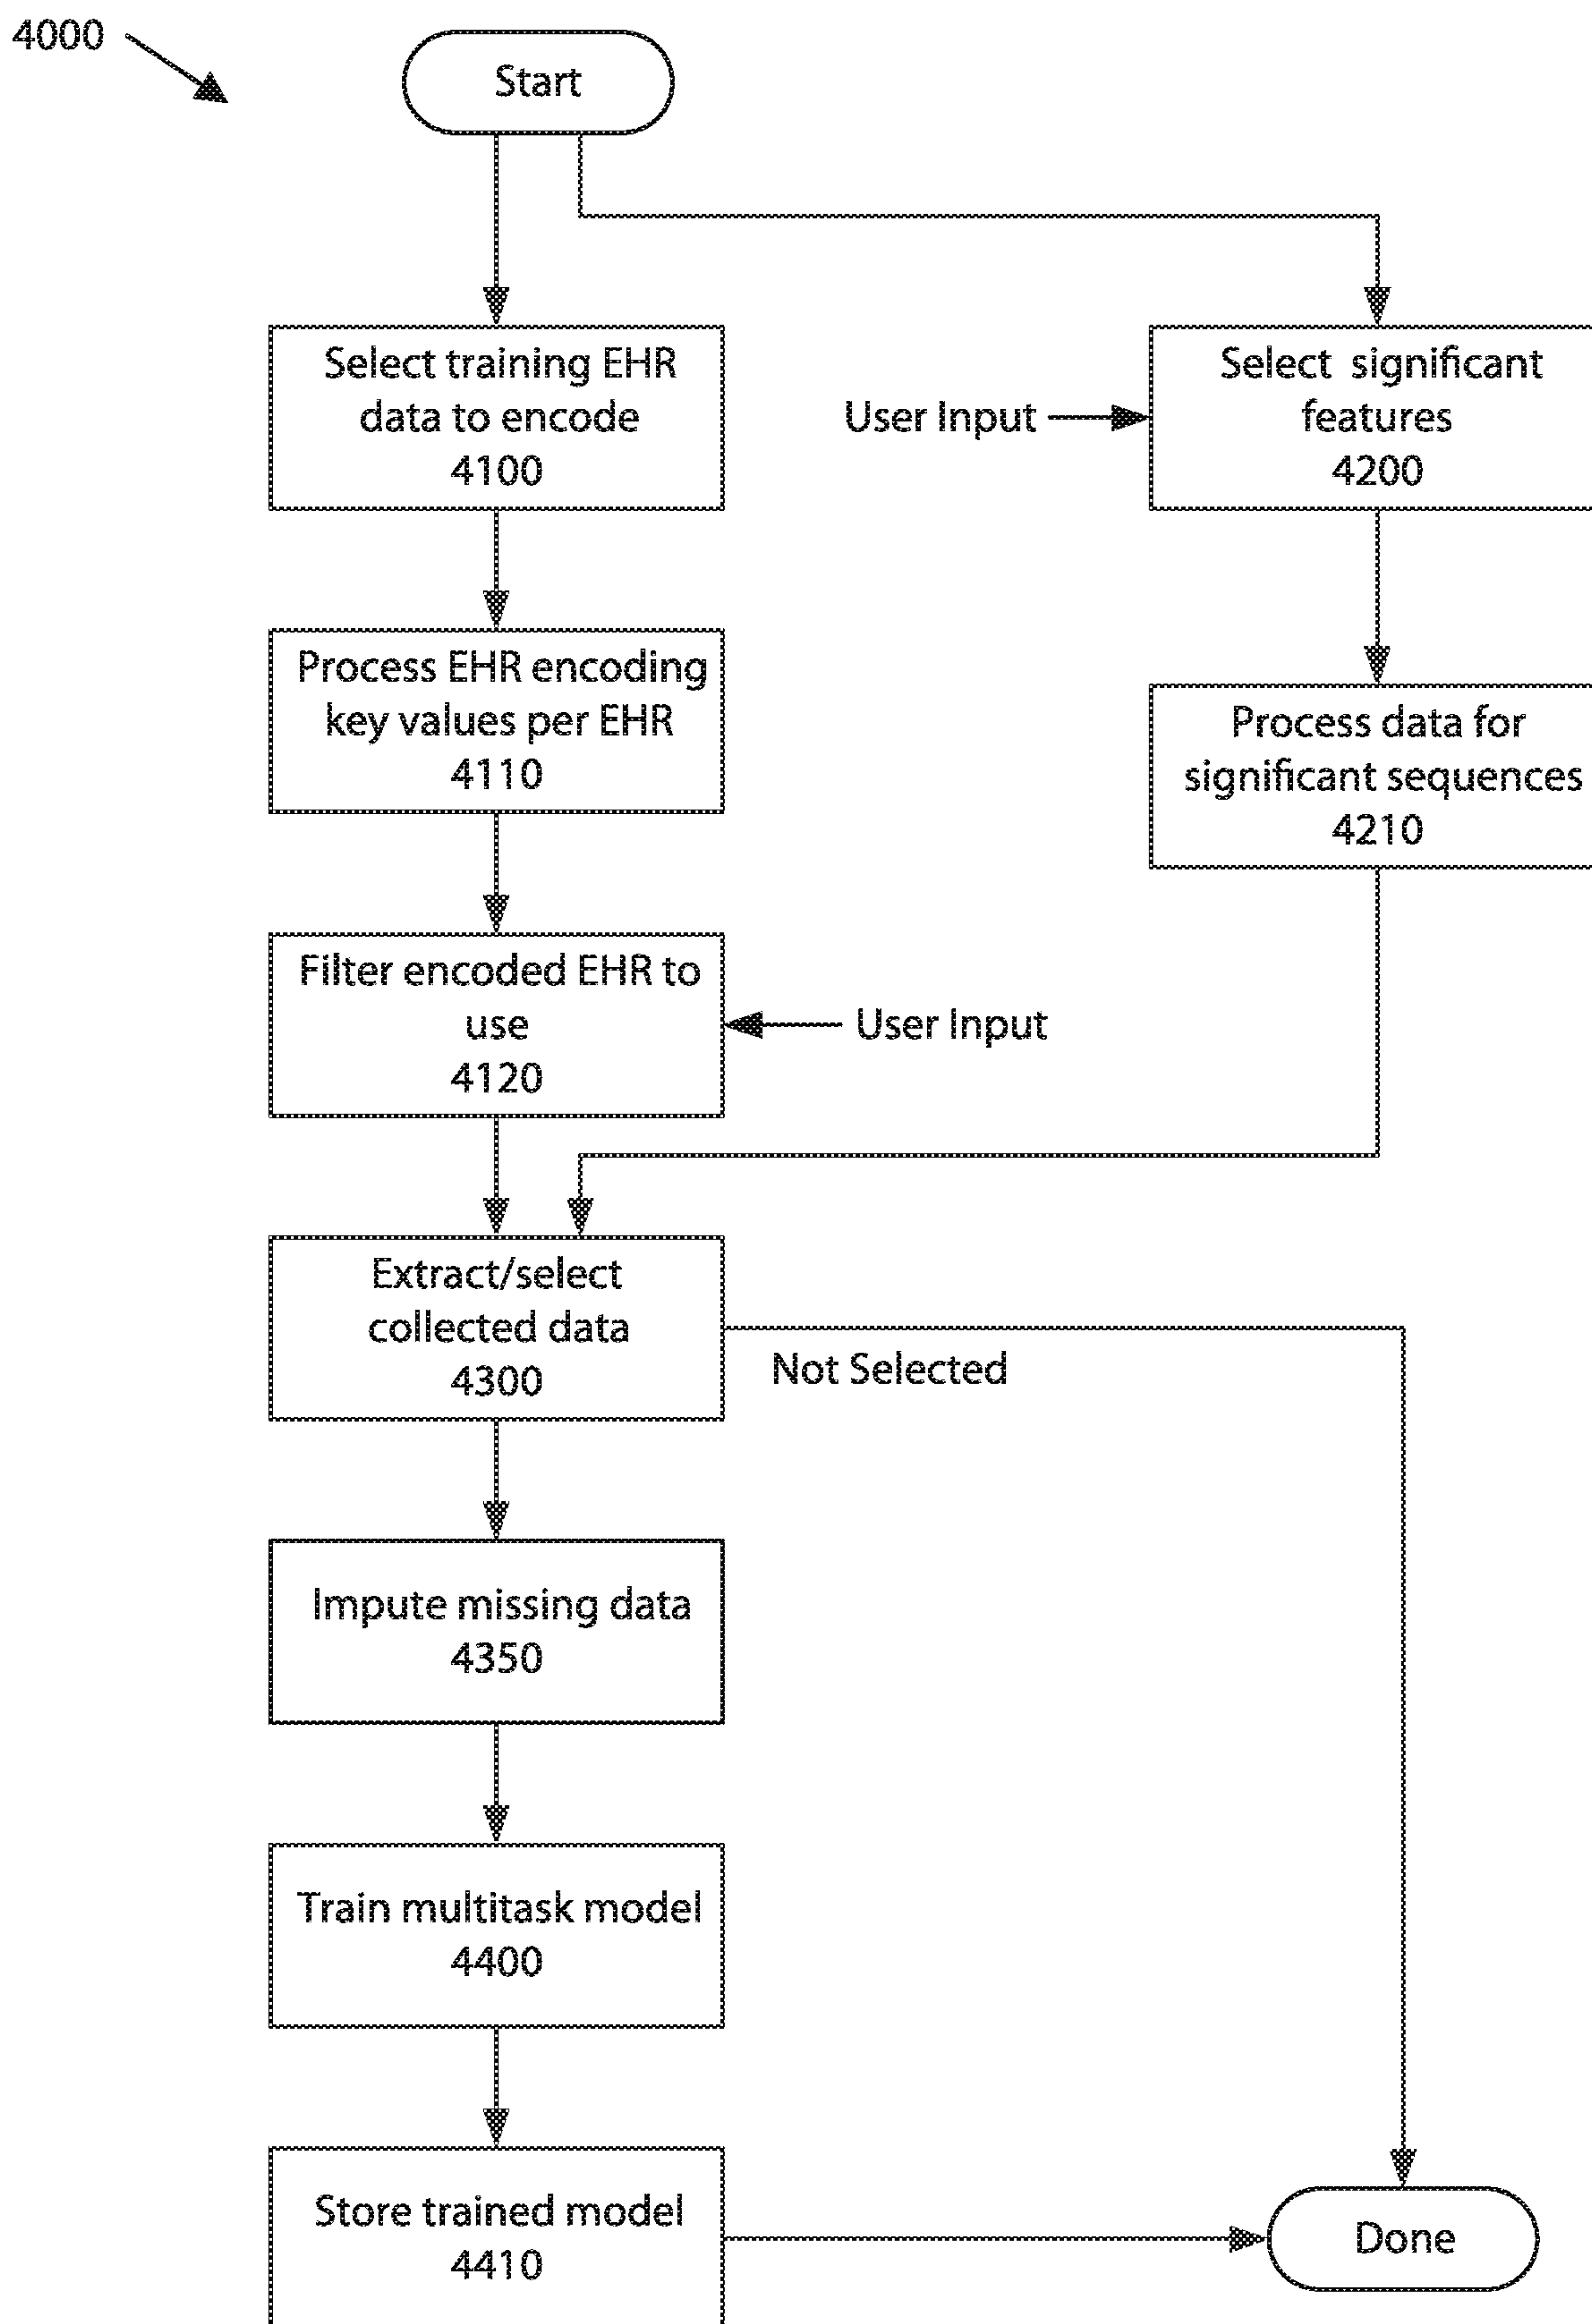 4000
Start
Select training EHR
data to encode
4100
User Input
Select significant
features
4200
Process EHR encoding
key values per EHR
4110
Process data for
significant sequences
4210
Filter encoded EHR to
use
4120
User Input
Extract/select
collected data
4300
Not Selected
Impute missing data
4350
Train multitask model
4400
Store trained model
4410
Done